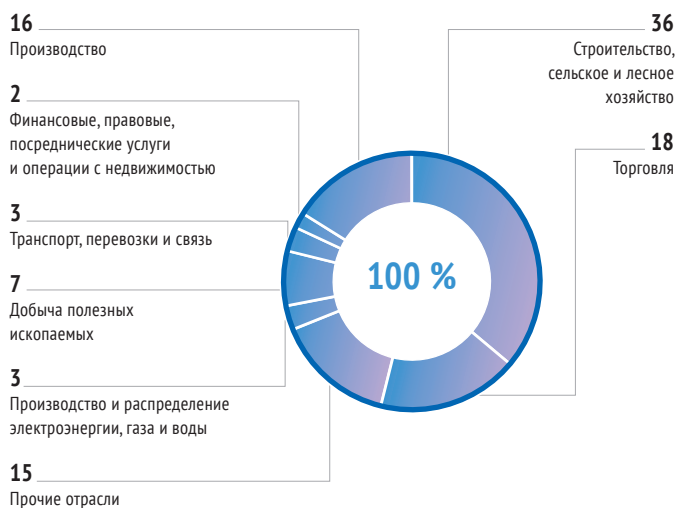 16
Производство
2
Финансовые, правовые,
посреднические услуги
и операции с недвижимостью
3
Транспорт, перевозки и связь
7
Добыча полезных
ископаемых
3
Производство и распределение
электроэнергии, газа и воды
15
Прочие отрасли
100 %
36
Строительство,
сельское и лесное
хозяйство
18
Торговля